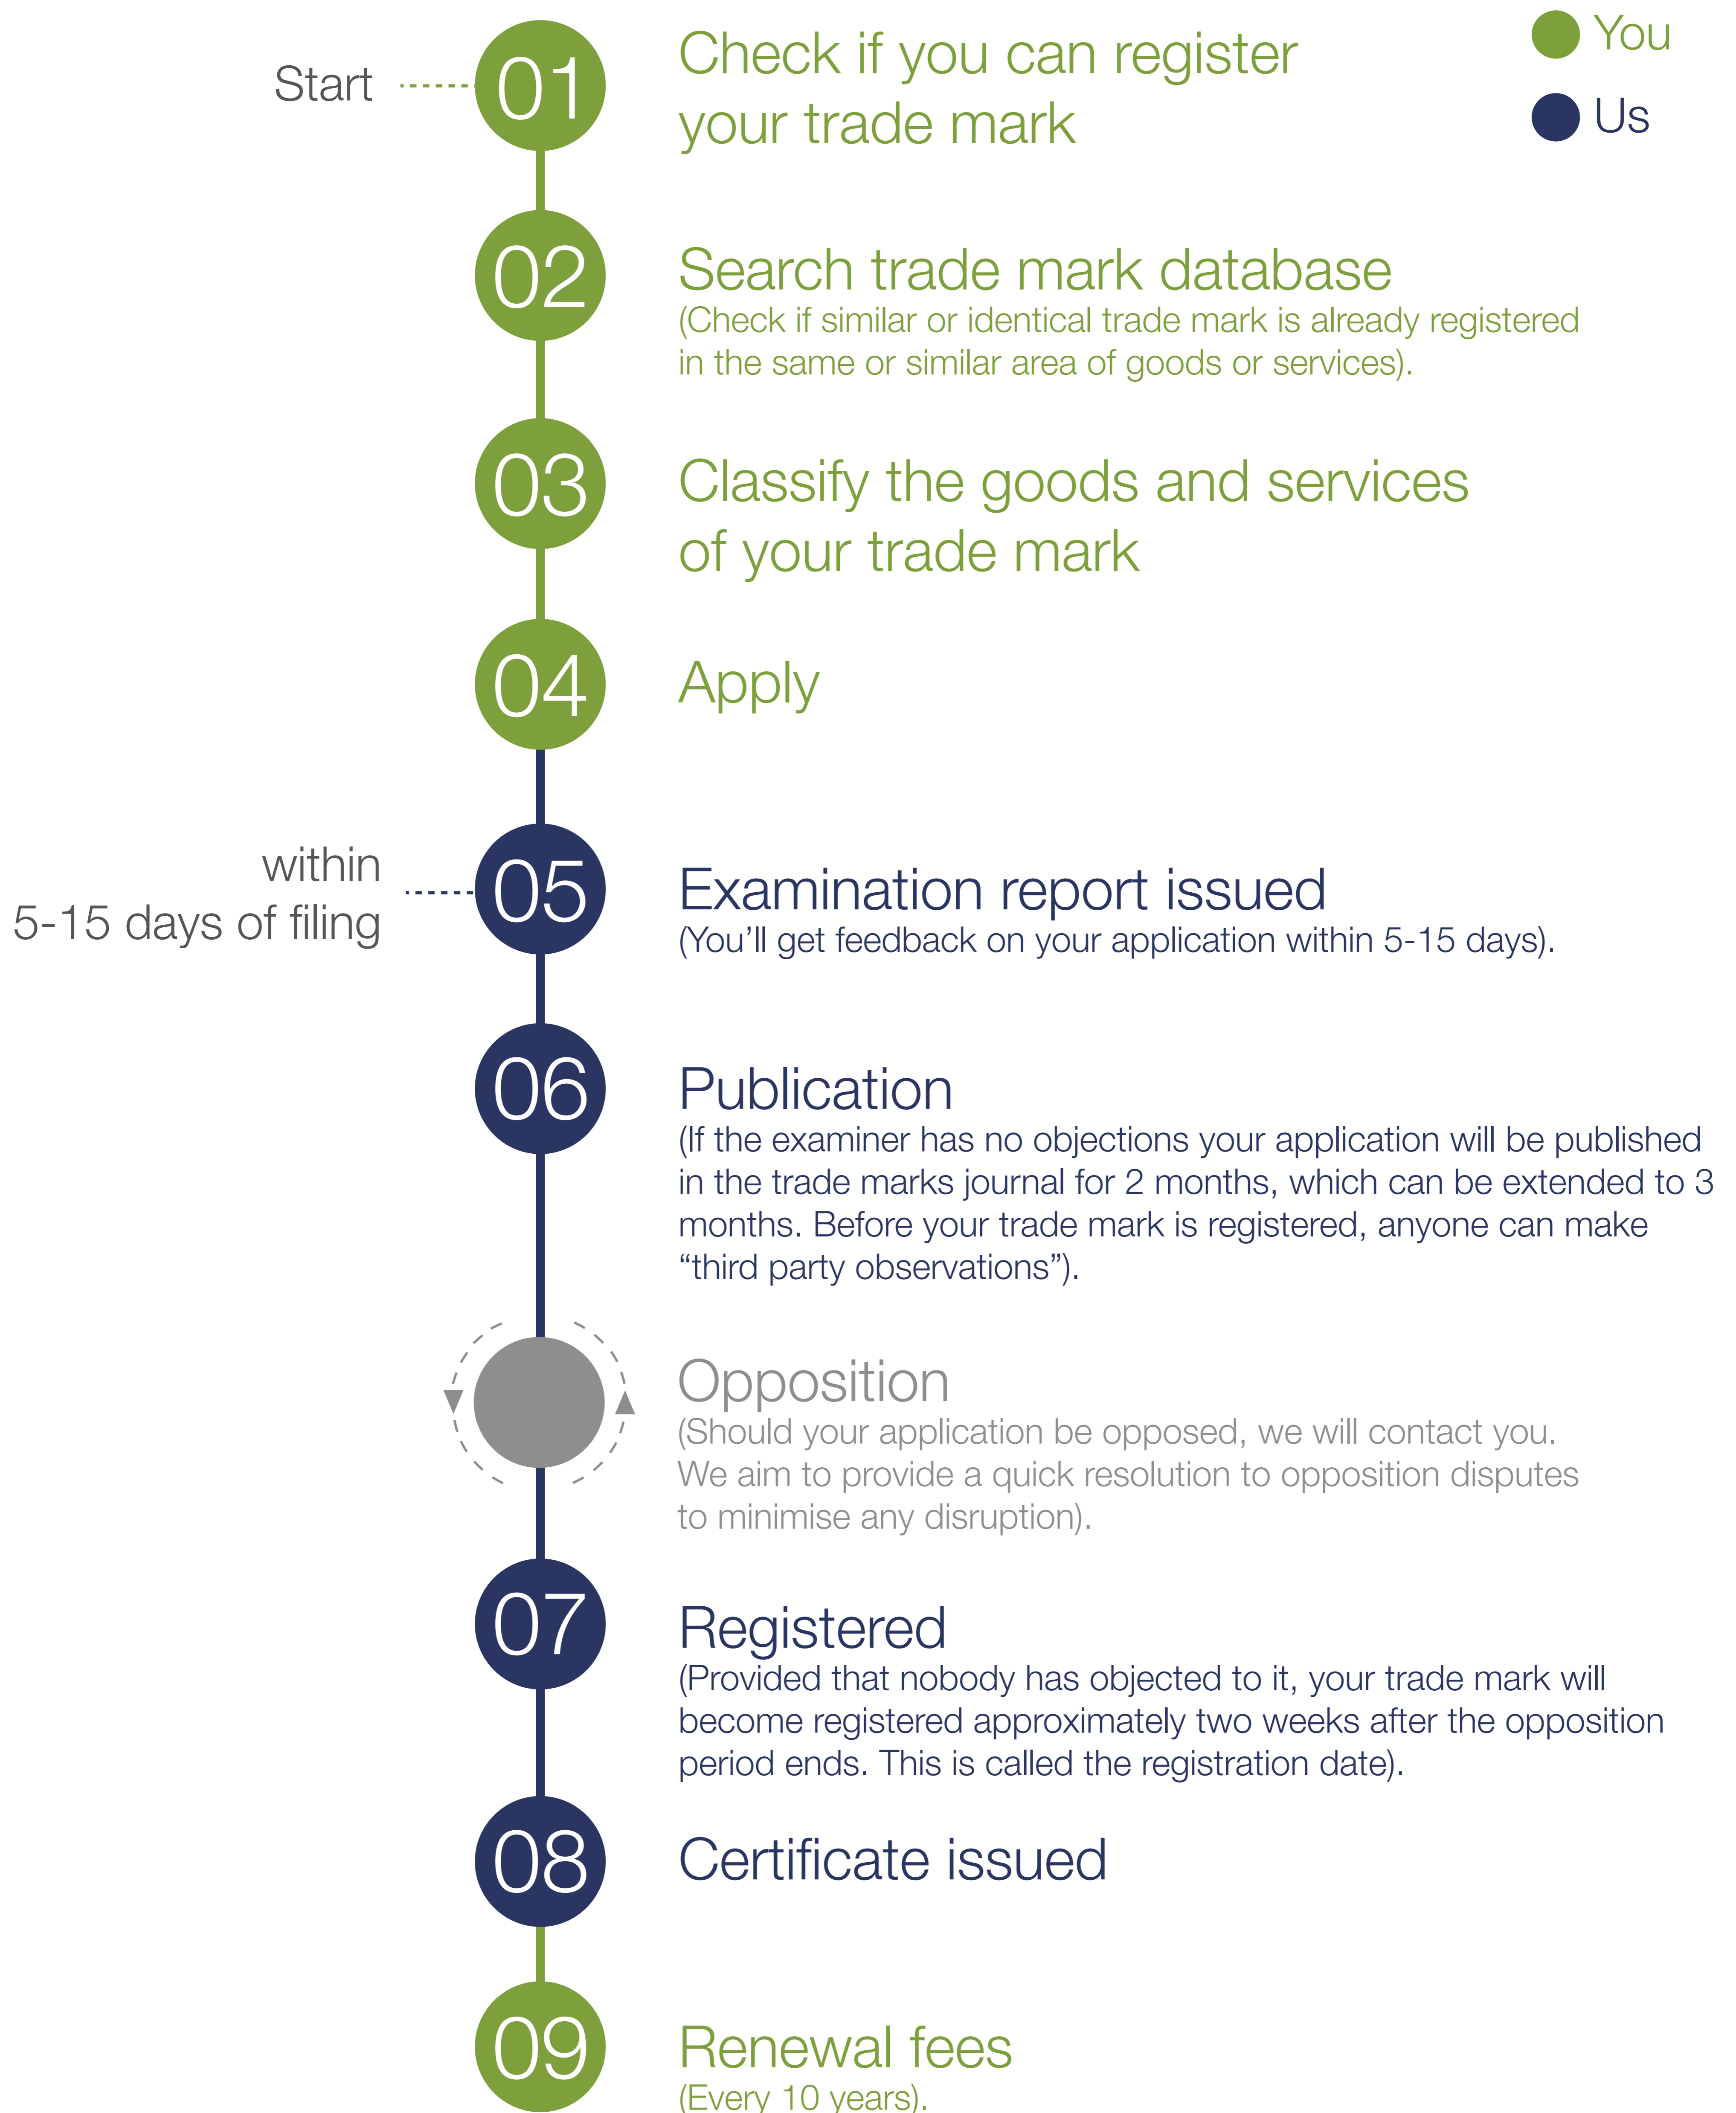 You
Us
Start
01
Check if you can register
your trade mark
02
Search trade mark database
(Check if similar or identical trade mark is already registered
in the same or similar area of goods or services).
03
Classify the goods and services
of your trade mark
04
Apply
within
5-15 days of filing
05
Examination report issued
(You’ll get feedback on your application within 5-15 days).
06
Publication
(If the examiner has no objections your application will be published
in the trade marks journal for 2 months, which can be extended to 3
months. Before your trade mark is registered, anyone can make
“third party observations”).
Opposition
(Should your application be opposed, we will contact you.
We aim to provide a quick resolution to opposition disputes
to minimise any disruption).
07
Registered
(Provided that nobody has objected to it, your trade mark will
become registered approximately two weeks after the opposition
period ends. This is called the registration date).
08
Certificate issued
09
Renewal fees
(Every 10 years).